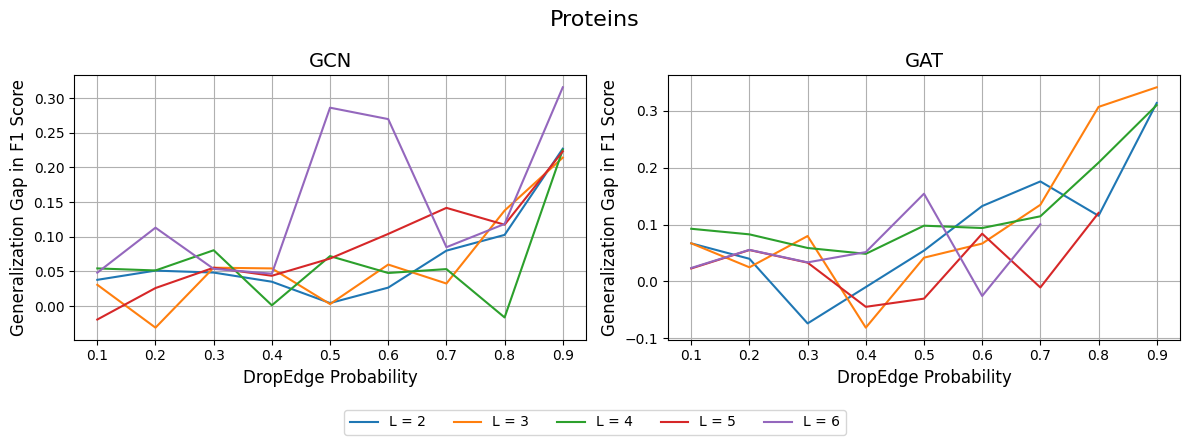 Proteins
GCN
Generalization Gap in F1 Score
0.30
0.25
0.20
0.15
0.10
0.05
0.00
0.1 0.2 0.3 0.4 0.5 0.6 0.7 0.8 0.9
DropEdge Probability
GAT
Generalization Gap in F1 Score
0.3
0.2
0.1
0.0
−0.1
0.1 0.2 0.3 0.4 0.5 0.6 0.7 0.8 0.9
DropEdge Probability
L = 2 L = 3 L = 4 L = 5 L = 6